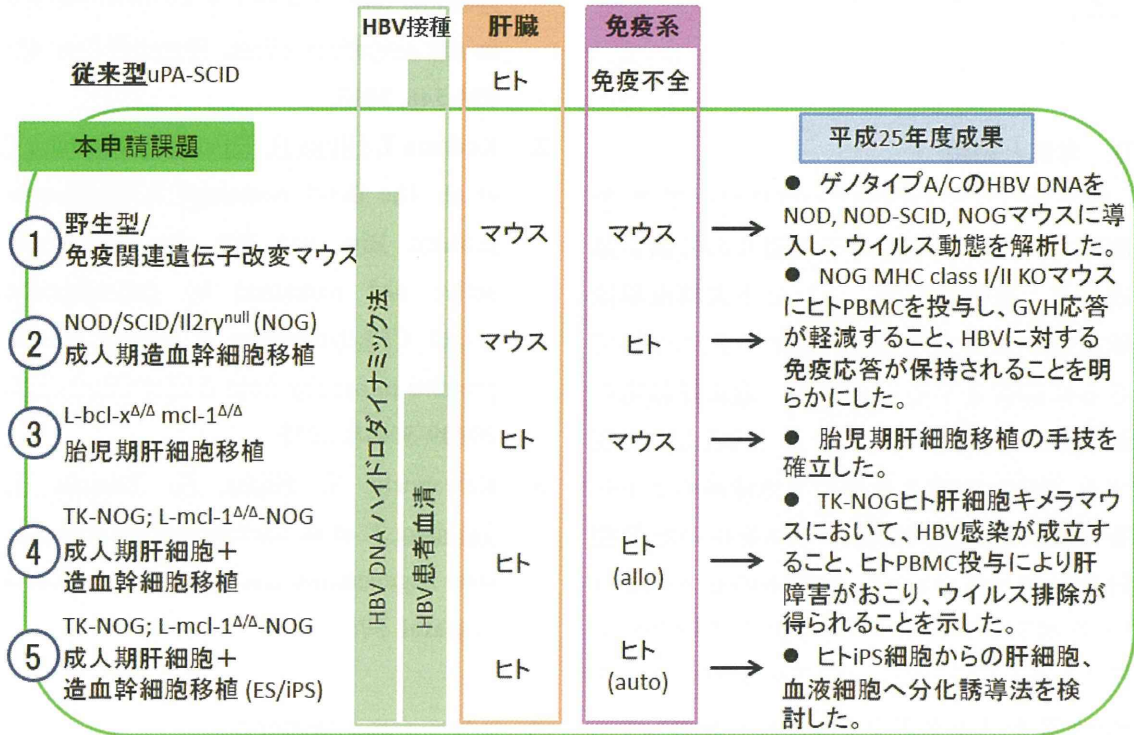 HBV接種
肝臓
免疫系
従来型uPA-SCID
ヒト
免疫不全
本申請課題
平成25年度成果
1
野生型/
免疫関連遺伝子改変マウス
マウス
マウス
● ゲノタイプA/CのHBV DNAを
NOD, NOD-SCID, NOGマウスに導
入し、ウイルス動態を解析した。
2
NOD/SCID/Il2rγnull (NOG)
成人期造血幹細胞移植
マウス
ヒト
● NOG MHC class I/II KOマウス
にヒトPBMCを投与し、GVH応答
が軽減すること、HBVに対する
免疫応答が保持されることを明
らかにした。
3
L-bcl-xΔ/Δ mcl-1Δ/Δ
胎児期肝細胞移植
ヒト
マウス
● 胎児期肝細胞移植の手技を
確立した。
4
TK-NOG; L-mcl-1Δ/Δ-NOG
成人期肝細胞+
造血幹細胞移植
ヒト
ヒト
(allo)
● TK-NOGヒト肝細胞キメラマウ
スにおいて、HBV感染が成立す
ること、ヒトPBMC投与により肝
障害がおこり、ウイルス排除が
得られることを示した。
5
TK-NOG; L-mcl-1Δ/Δ-NOG
成人期肝細胞+
造血幹細胞移植 (ES/iPS)
ヒト
ヒト
(auto)
● ヒトiPS細胞からの肝細胞、
血液細胞へ分化誘導法を検
討した。
HBV DNA ハイドロダイナミック法
HBV患者血清